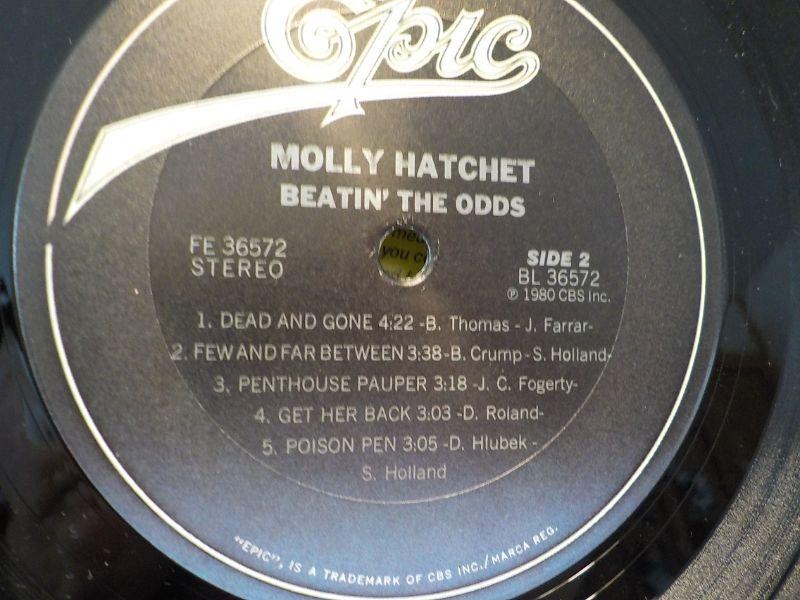 Epic
MOLLY HATCHET
BEATIN' THE ODDS
FE 36572
STEREO
you c
SIDE 2
BL 36572
℗ 1980 CBS Inc.
1. DEAD AND GONE 4:22 -B. Thomas - J. Farrar-
2. FEW AND FAR BETWEEN 3:38-B. Crump - S. Holland-
3. PENTHOUSE PAUPER 3:18 -J. C. Fogerty-
4. GET HER BACK 3:03 -D. Roland-
5. POISON PEN 3:05 -D. Hlubek -
S. Holland
"EPIC", IS A TRADEMARK OF CBS INC./MARCA REG.